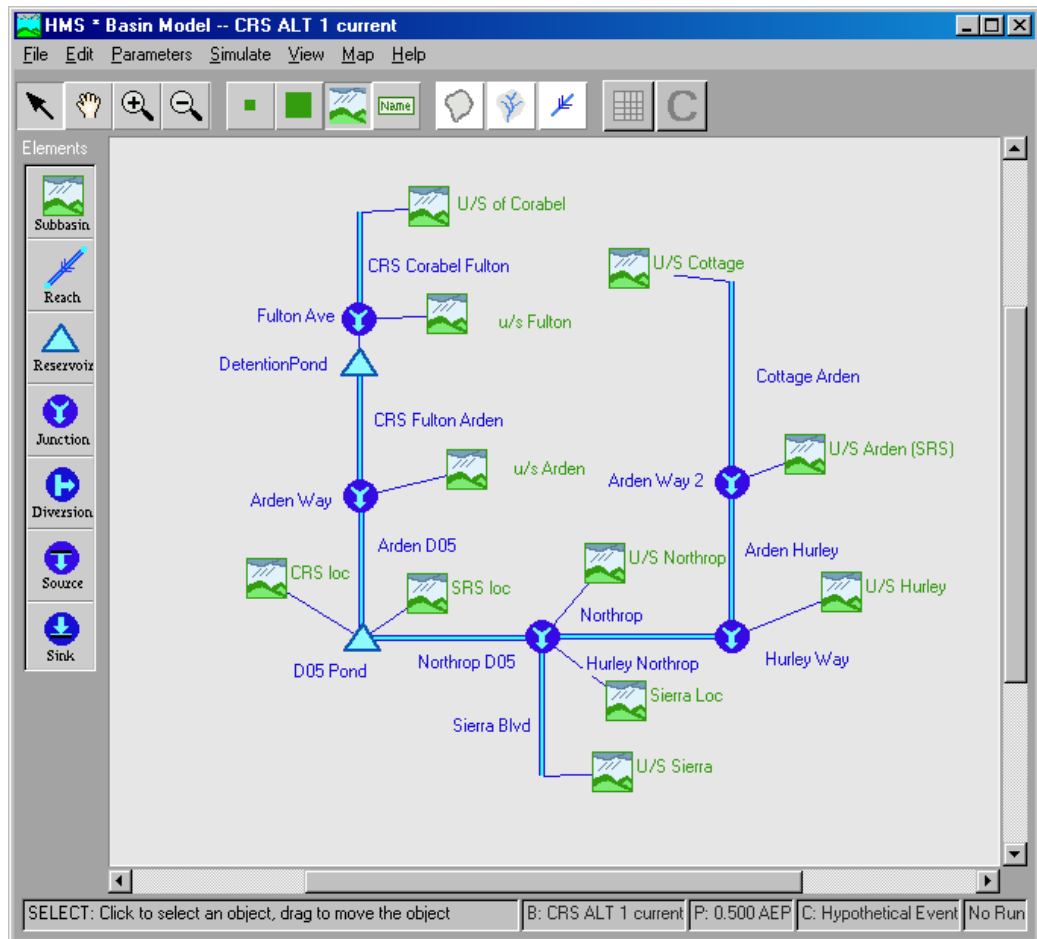 HMS * Basin Model -- CRS ALT 1 current
File Edit Parameters Simulate View Map Help
Name
C
Elements
Subbasin
Reach
Reservoir
Junction
Diversion
Source
Sink
U/S of Corabel
CRS Corabel Fulton
U/S Cottage
Fulton Ave
u/s Fulton
DetentionPond
Cottage Arden
CRS Fulton Arden
U/S Arden (SRS)
u/s Arden
Arden Way 2
Arden Way
Arden D05
Arden Hurley
U/S Northrop
CRS loc
SRS loc
U/S Hurley
Northrop
D05 Pond
Northrop D05
Hurley Northrop
Hurley Way
Sierra Loc
Sierra Blvd
U/S Sierra
SELECT: Click to select an object, drag to move the object
B: CRS ALT 1 current
P: 0.500 AEP
C: Hypothetical Event
No Run